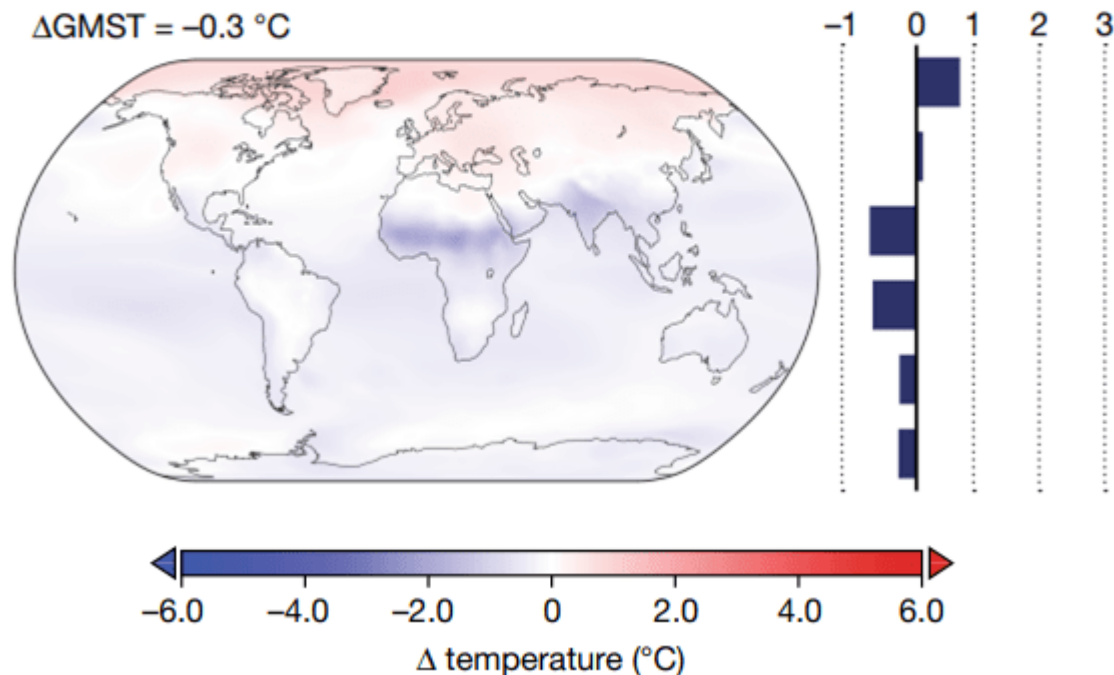 ΔGMST = –0.3 °C
–1 0 1 2 3
–6.0 –4.0 –2.0 0 2.0 4.0 6.0
Δ temperature (°C)